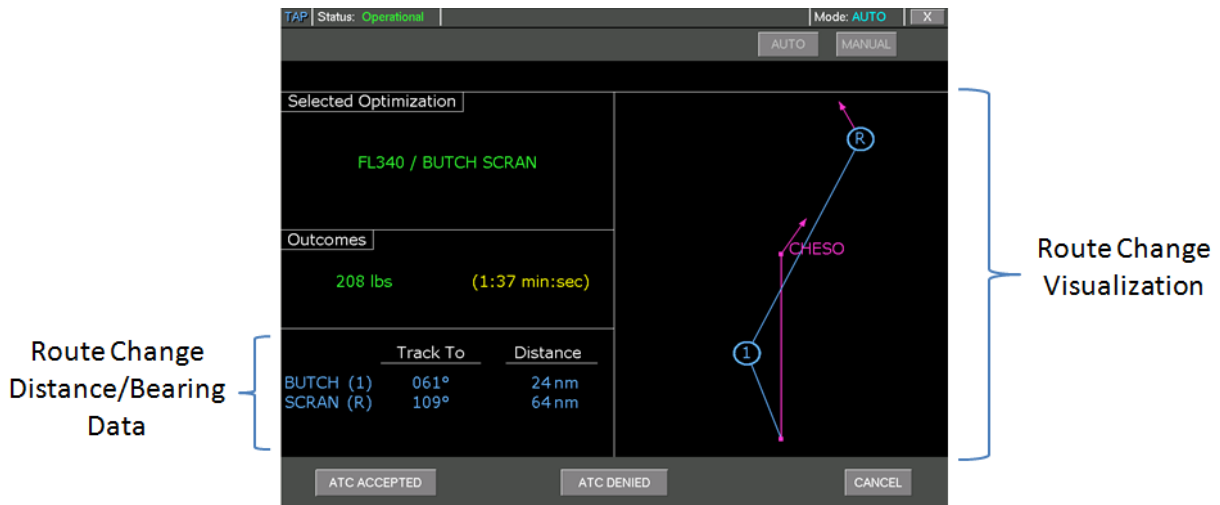 TAP Status: Operational Mode: AUTO X
AUTO MANUAL
Selected Optimization
FL340 / BUTCH SCRAN
Outcomes
208 lbs (1:37 min:sec)
Track To Distance
BUTCH (1) 061° 24 nm
SCRAN (R) 109° 64 nm
R
CHESO
1
ATC ACCEPTED ATC DENIED CANCEL
Route Change
Distance/Bearing
Data
Route Change
Visualization